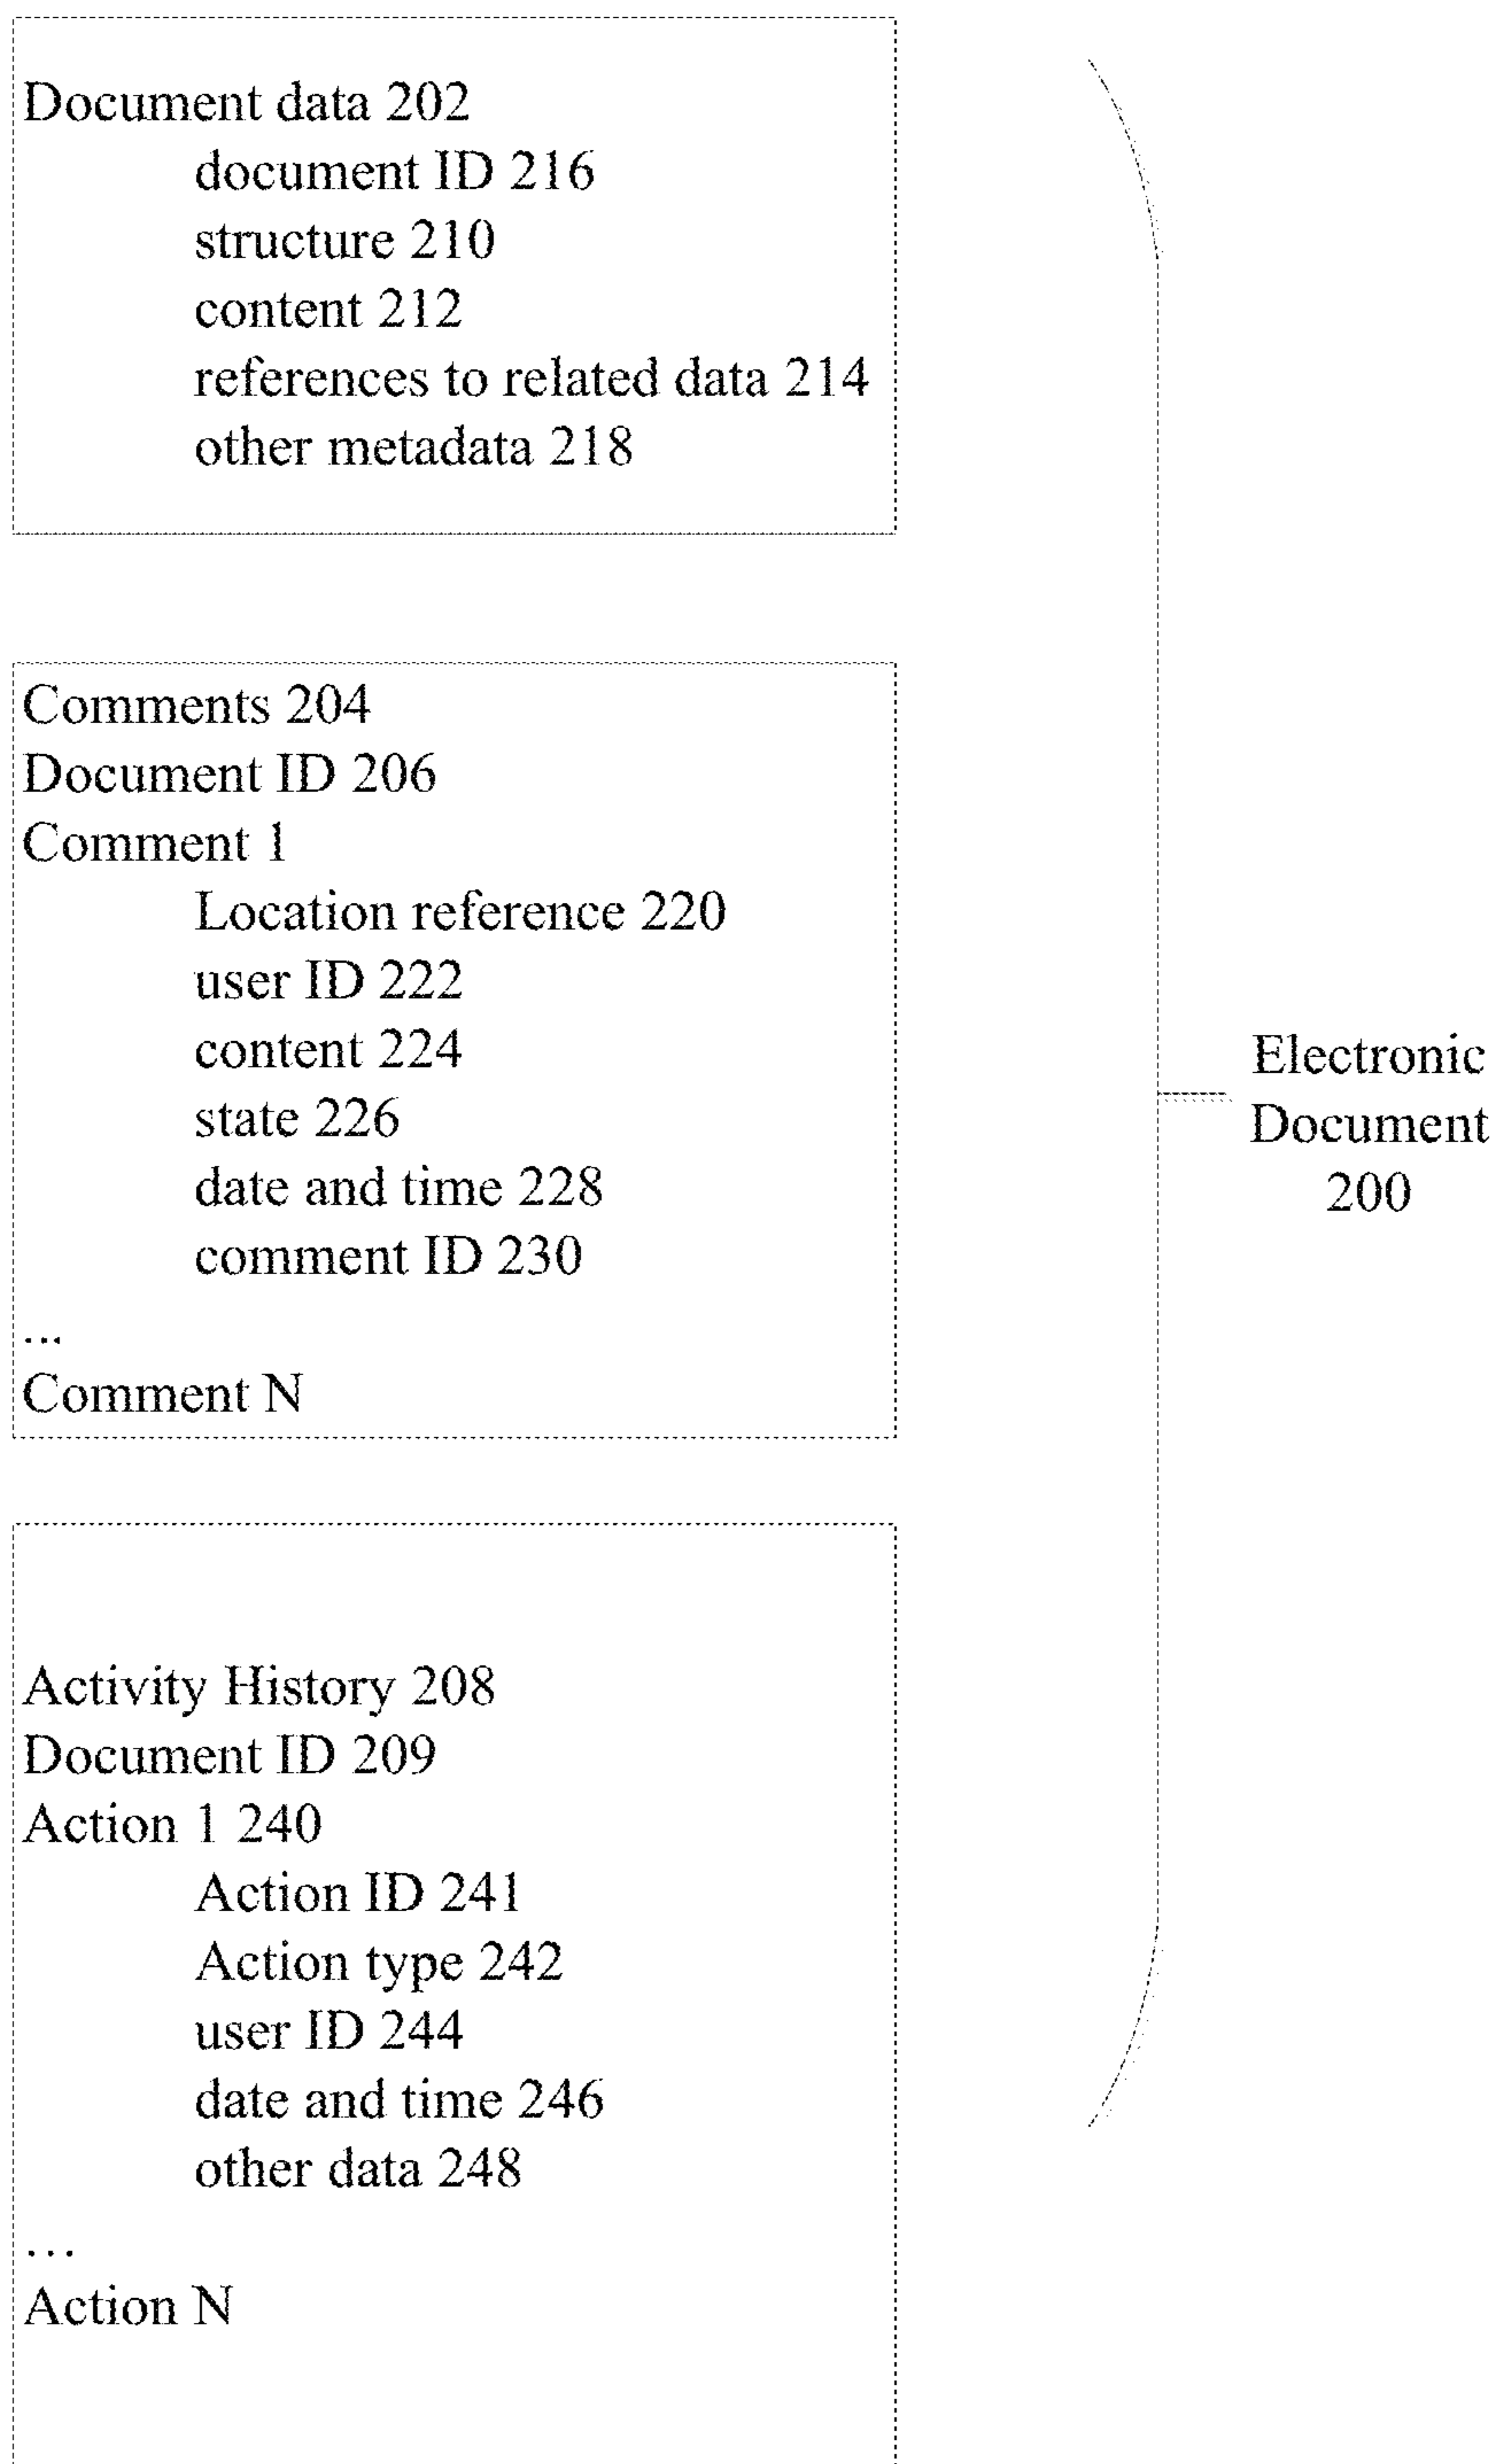 Document data 202
document ID 216
structure 210
content 212
references to related data 214
other metadata 218
Comments 204
Document ID 206
Comment 1
Location reference 220
user ID 222
content 224
state 226
date and time 228
comment ID 230
...
Comment N
Activity History 208
Document ID 209
Action 1 240
Action ID 241
Action type 242
user ID 244
date and time 246
other data 248
...
Action N
Electronic
Document
200